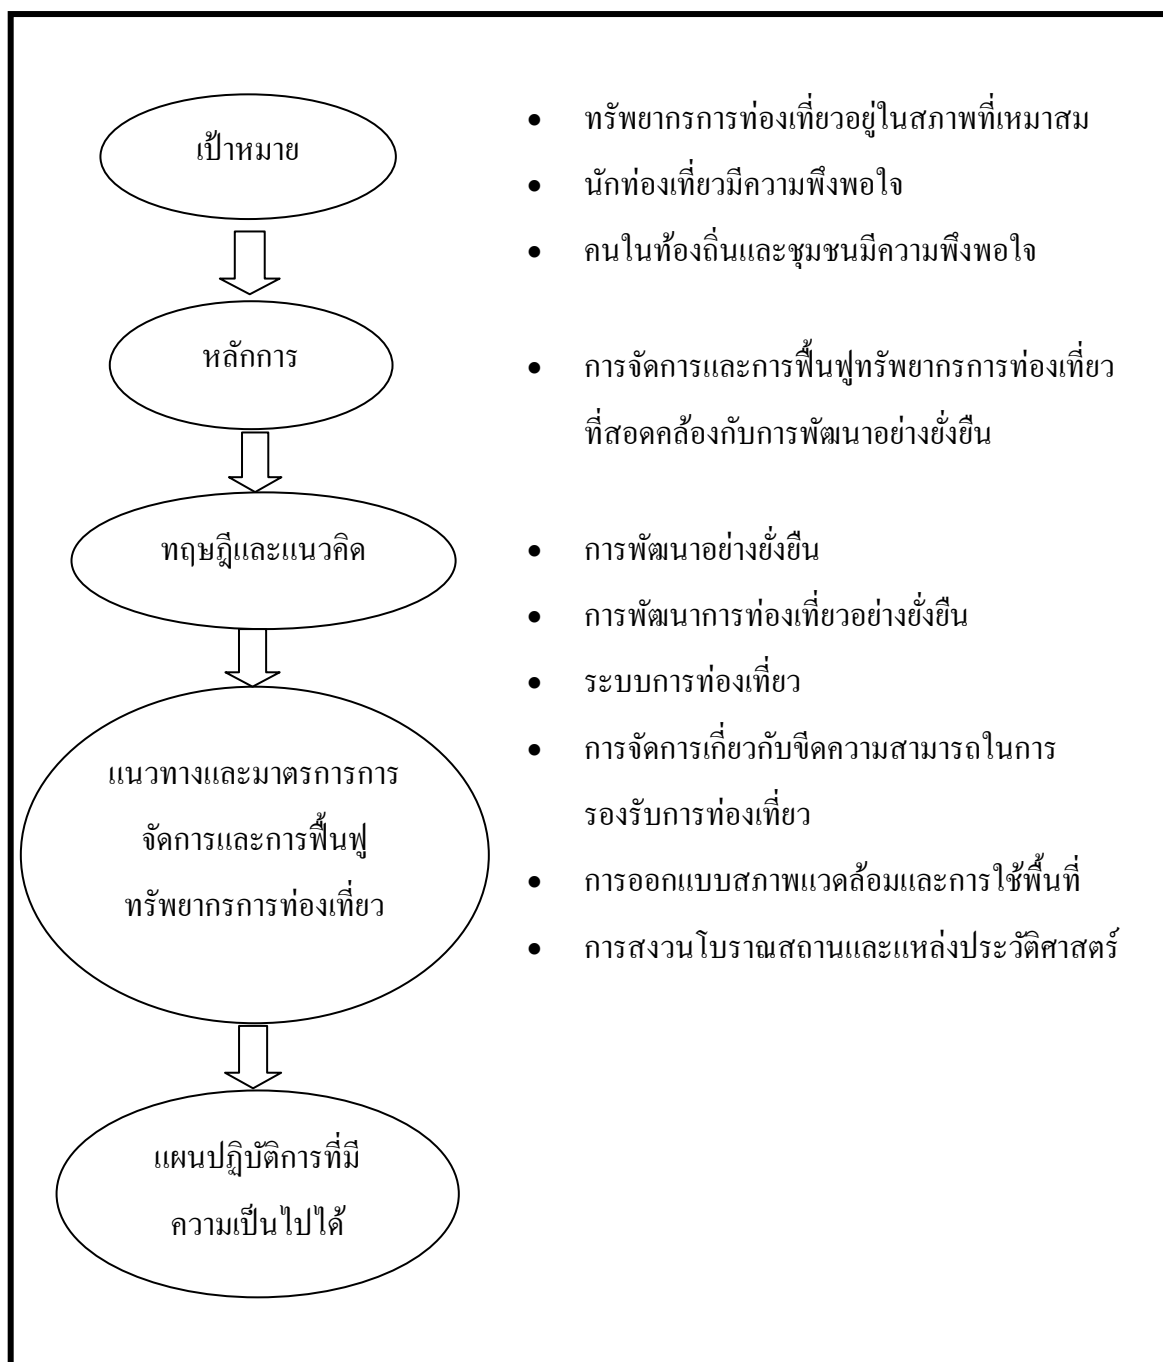 เป้าหมาย
• ทรัพยากรการท่องเที่ยวอยู่ในสภาพที่เหมาสม
• นักท่องเที่ยวมีความพึงพอใจ
• คนในท้องถิ่นและชุมชนมีความพึงพอใจ
หลักการ
• การจัดการและการฟื้นฟูทรัพยากรการท่องเที่ยว
ที่สอดคล้องกับการพัฒนาอย่างยั่งยืน
ทฤษฎีและแนวคิด
• การพัฒนาอย่างยั่งยืน
• การพัฒนาการท่องเที่ยวอย่างยั่งยืน
• ระบบการท่องเที่ยว
• การจัดการเกี่ยวกับขีดความสามารถในการ
รองรับการท่องเที่ยว
• การออกแบบสภาพแวดล้อมและการใช้พื้นที่
• การสงวนโบราณสถานและแหล่งประวัติศาสตร์
แนวทางและมาตรการการ
จัดการและการฟื้นฟู
ทรัพยากรการท่องเที่ยว
แผนปฏิบัติการที่มี
ความเป็นไปได้